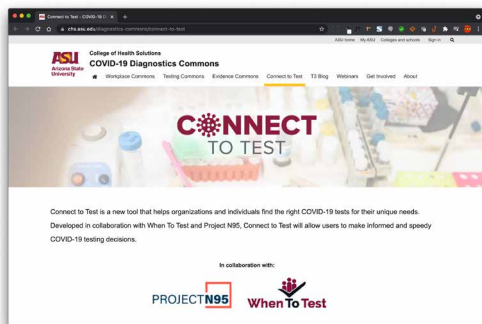 Connect to Test - COVID-19 D
chs.asu.edu/diagnostics-commons/connect-to-test
ASU home My ASU Colleges and schools Sign in
ASU
Arizona State
University
College of Health Solutions
COVID-19 Diagnostics Commons
Workplace Commons Testing Commons Evidence Commons Connect to Test T3 Blog Webinars Get Involved About
CONNECT
TO TEST
Connect to Test is a new tool that helps organizations and individuals find the right COVID-19 tests for their unique needs.
Developed in collaboration with When To Test and Project N95, Connect to Test will allow users to make informed and speedy
COVID-19 testing decisions.
In collaboration with:
PROJECT N95
When To Test